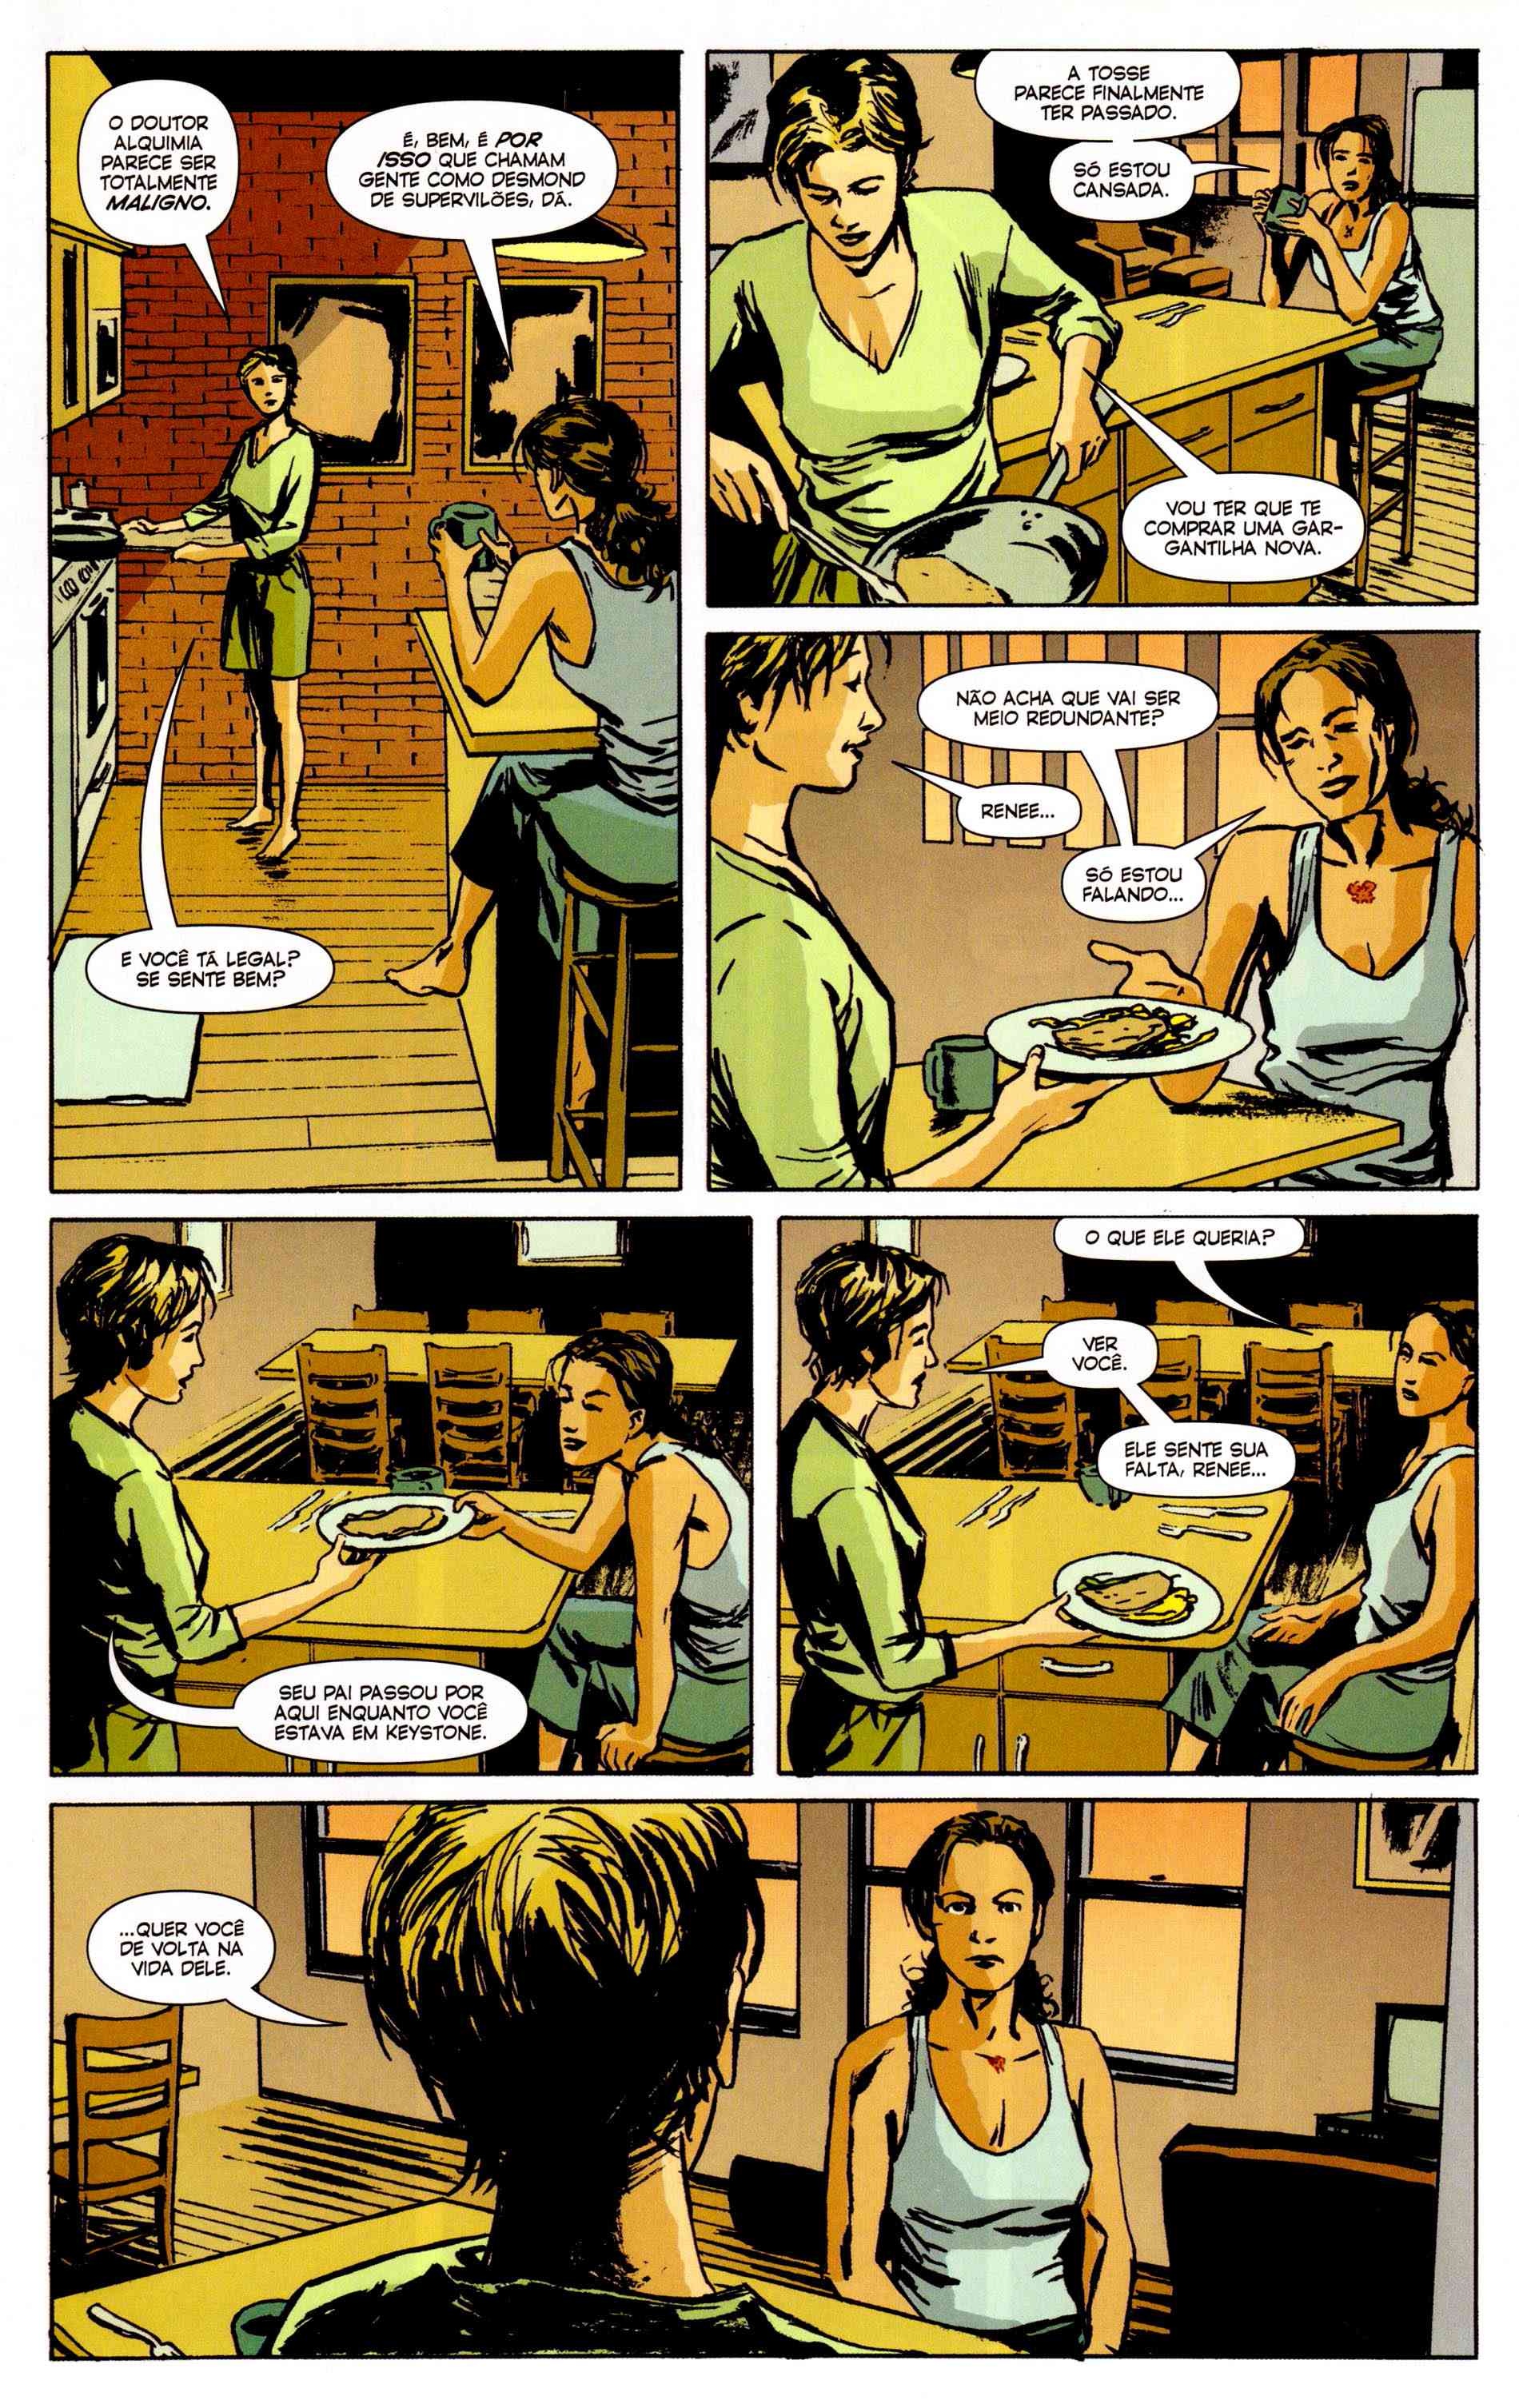 O DOUTOR
ALQUIMIA
PARECE SER
TOTALMENTE
MALIGNO.
É, BEM, É POR
ISSO QUE CHAMAM
GENTE COMO DESMOND
DE SUPERVILÕES, DÃ.
E VOCÊ TÁ LEGAL?
SE SENTE BEM?
A TOSSE
PARECE FINALMENTE
TER PASSADO.
SÓ ESTOU
CANSADA.
VOU TER QUE TE
COMPRAR UMA GAR-
GANTILHA NOVA.
NÃO ACHA QUE VAI SER
MEIO REDUNDANTE?
RENEE...
SÓ ESTOU
FALANDO...
SEU PAI PASSOU POR
AQUI ENQUANTO VOCÊ
ESTAVA EM KEYSTONE.
O QUE ELE QUERIA?
VER
VOCÊ.
ELE SENTE SUA
FALTA, RENEE...
...QUER VOCÊ
DE VOLTA NA
VIDA DELE.